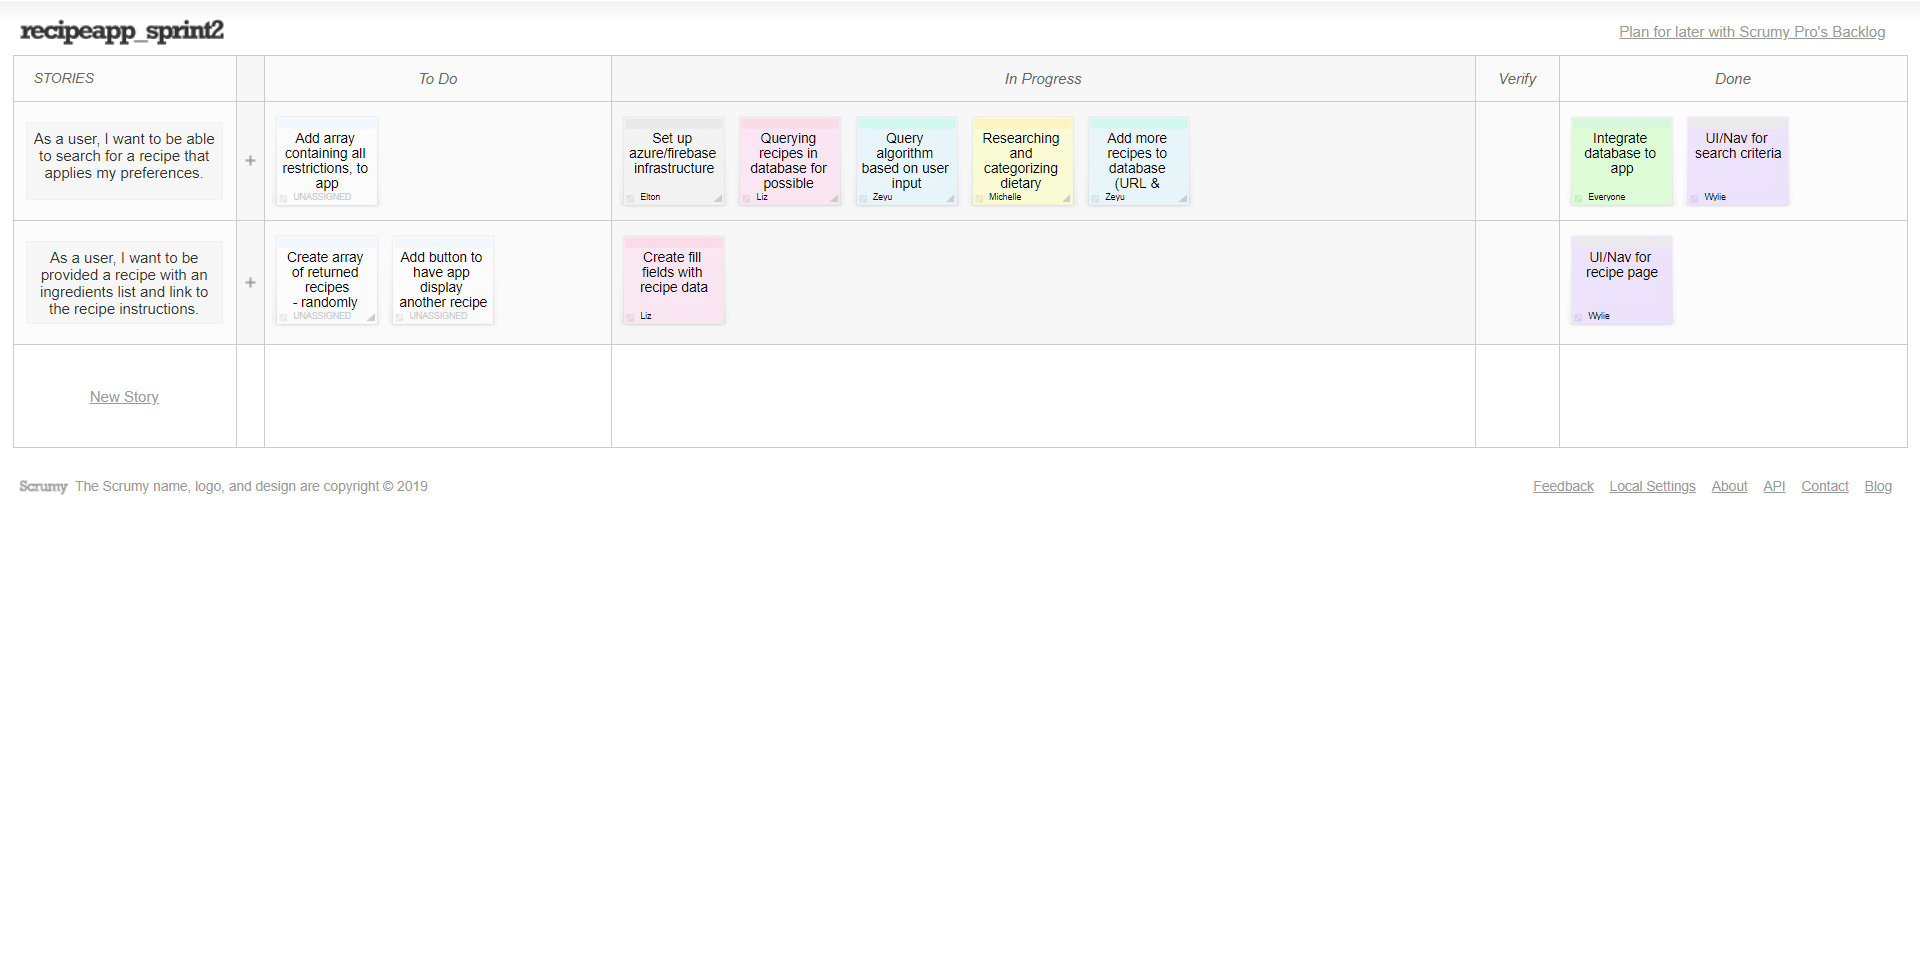 recipeapp_sprint2
Plan for later with Scrumy Pro's Backlog
STORIES
To Do
In Progress
Verify
Done
As a user, I want to be able
to search for a recipe that
applies my preferences.
+
Add array
containing all
restrictions, to
app
UNASSIGNED
Set up
azure/firebase
infrastructure
Elton
Querying
recipes in
database for
possible
Liz
Query
algorithm
based on user
input
Zeyu
Researching
and
categorizing
dietary
Michelle
Add more
recipes to
database
(URL &
Zeyu
Integrate
database to
app
Everyone
UI/Nav for
search criteria
Wylie
As a user, I want to be
provided a recipe with an
ingredients list and link to
the recipe instructions.
+
Create array
of returned
recipes
- randomly
UNASSIGNED
Add button to
have app
display
another recipe
UNASSIGNED
Create fill
fields with
recipe data
Liz
UI/Nav for
recipe page
Wylie
New Story
Scrumy The Scrumy name, logo, and design are copyright © 2019
Feedback Local Settings About API Contact Blog